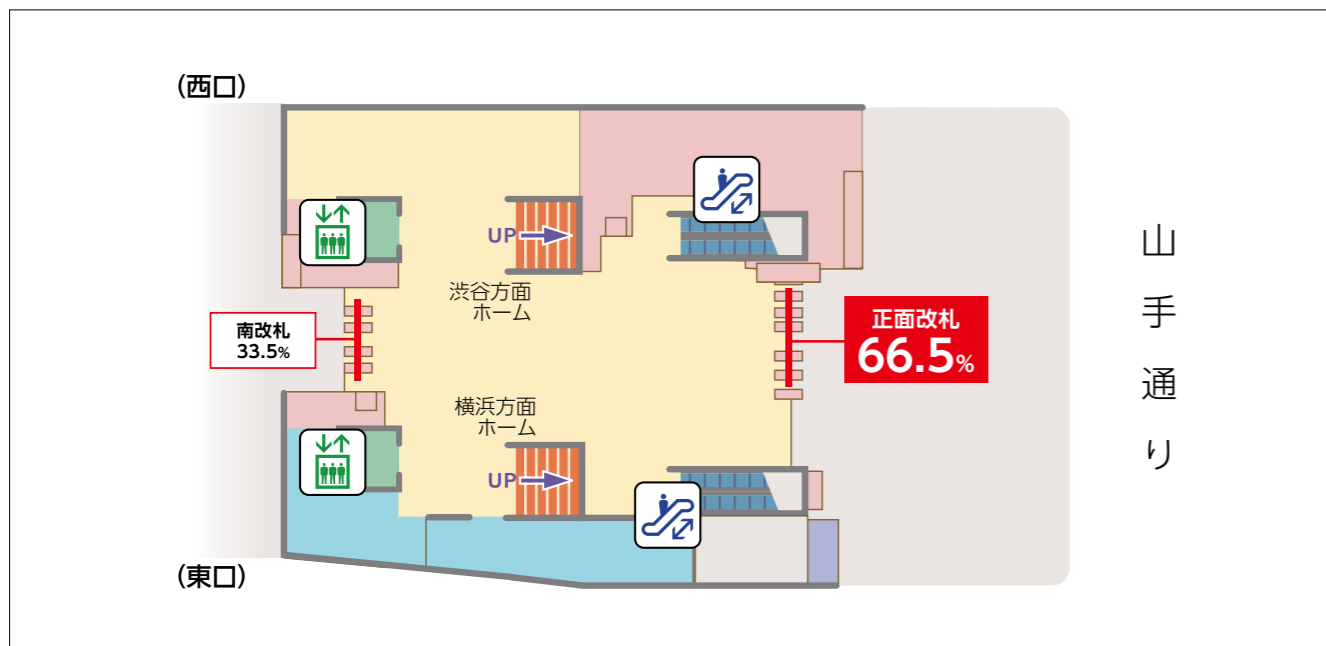 (西口)
UP
渋谷方面
ホーム
南改札
33.5%
正面改札
66.5%
横浜方面
ホーム
UP
(東口)
山手通り